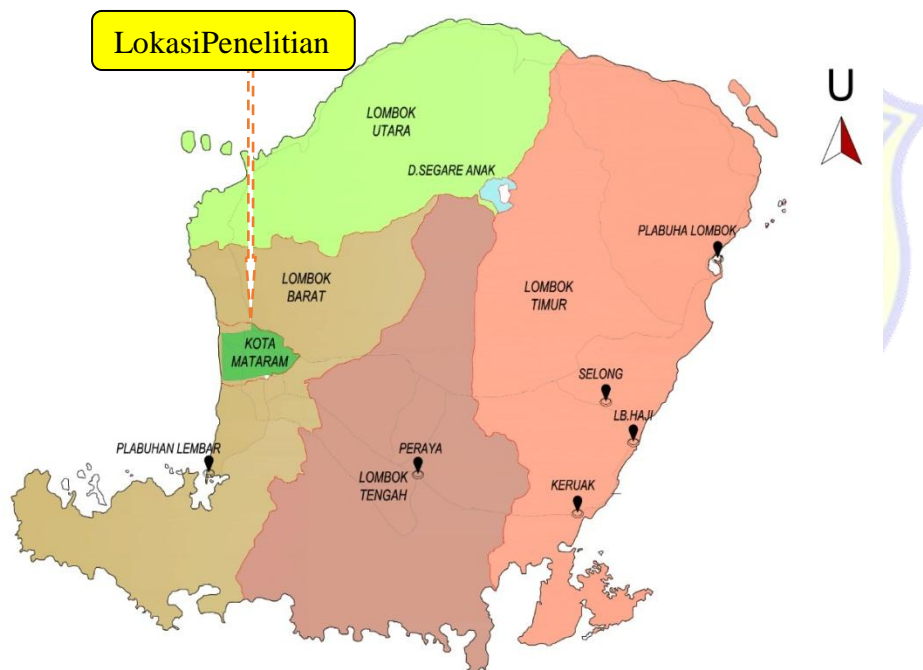 LokasiPenelitian
U
LOMBOK
UTARA
D.SEGARE ANAK
PLABUHA LOMBOK
LOMBOK
BARAT
LOMBOK
TIMUR
KOTA
MATARAM
SELONG
LB.HAJI
PLABUHAN LEMBAR
PERAYA
LOMBOK
TENGAH
KERUAK